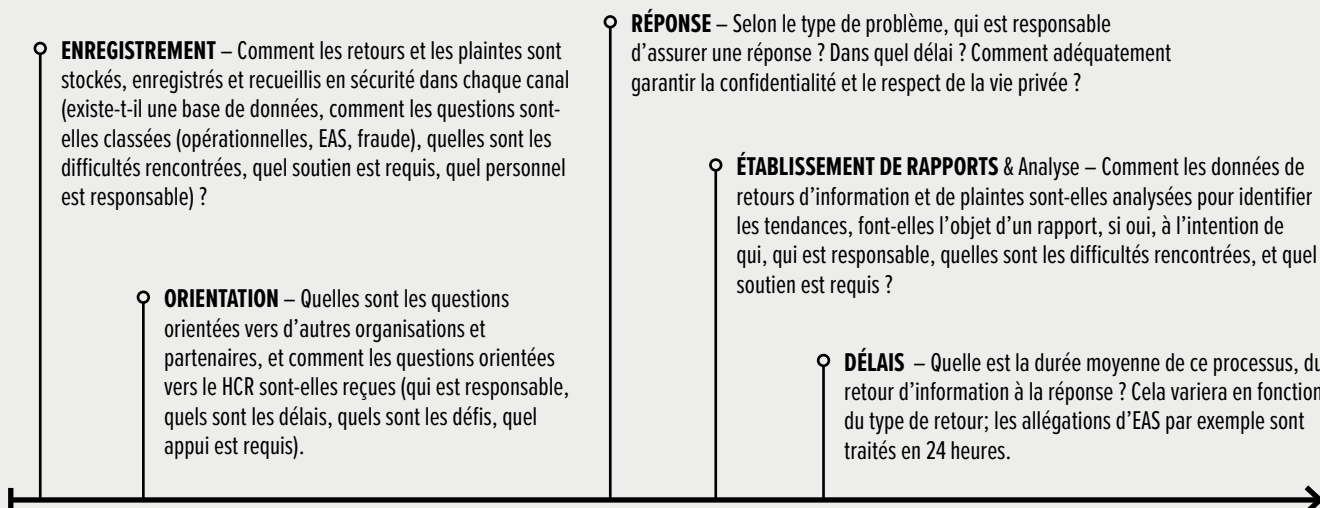 ENREGISTREMENT – Comment les retours et les plaintes sont
stockés, enregistrés et recueillis en sécurité dans chaque canal
(existe-t-il une base de données, comment les questions sont-
elles classées (opérationnelles, EAS, fraude), quelles sont les
difficultés rencontrées, quel soutien est requis, quel personnel
est responsable) ?
ORIENTATION – Quelles sont les questions
orientées vers d’autres organisations et
partenaires, et comment les questions orientées
vers le HCR sont-elles reçues (qui est responsable,
quels sont les délais, quels sont les défis, quel
appui est requis).
RÉPONSE – Selon le type de problème, qui est responsable
d’assurer une réponse ? Dans quel délai ? Comment adéquatement
garantir la confidentialité et le respect de la vie privée ?
ÉTABLISSEMENT DE RAPPORTS & Analyse – Comment les données de
retours d’information et de plaintes sont-elles analysées pour identifier
les tendances, font-elles l’objet d’un rapport, si oui, à l’intention de
qui, qui est responsable, quelles sont les difficultés rencontrées, et quel
soutien est requis ?
DÉLAIS – Quelle est la durée moyenne de ce processus, du
retour d’information à la réponse ? Cela variera en fonction
du type de retour; les allégations d’EAS par exemple sont
traités en 24 heures.